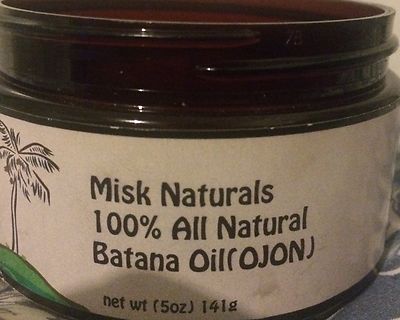 Misk Naturals
100% All Natural
Batana Oil(OJON)
net wt (5oz) 141g